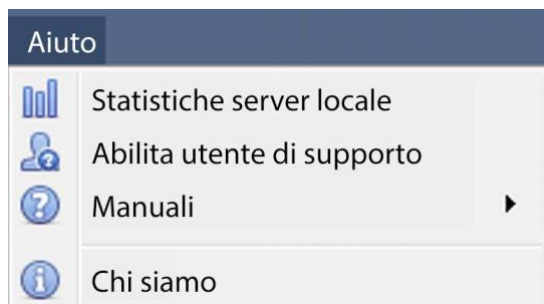 Aiuto
Statistiche server locale
Abilita utente di supporto
Manuali
Chi siamo